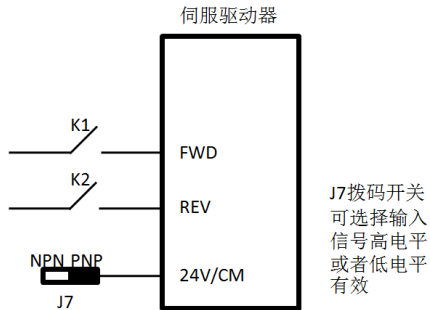 伺服驱动器
K1
FWD
K2
REV
J7拨码开关
可选择输入
信号高电平
或者低电平
有效
NPN PNP
24V/CM
J7